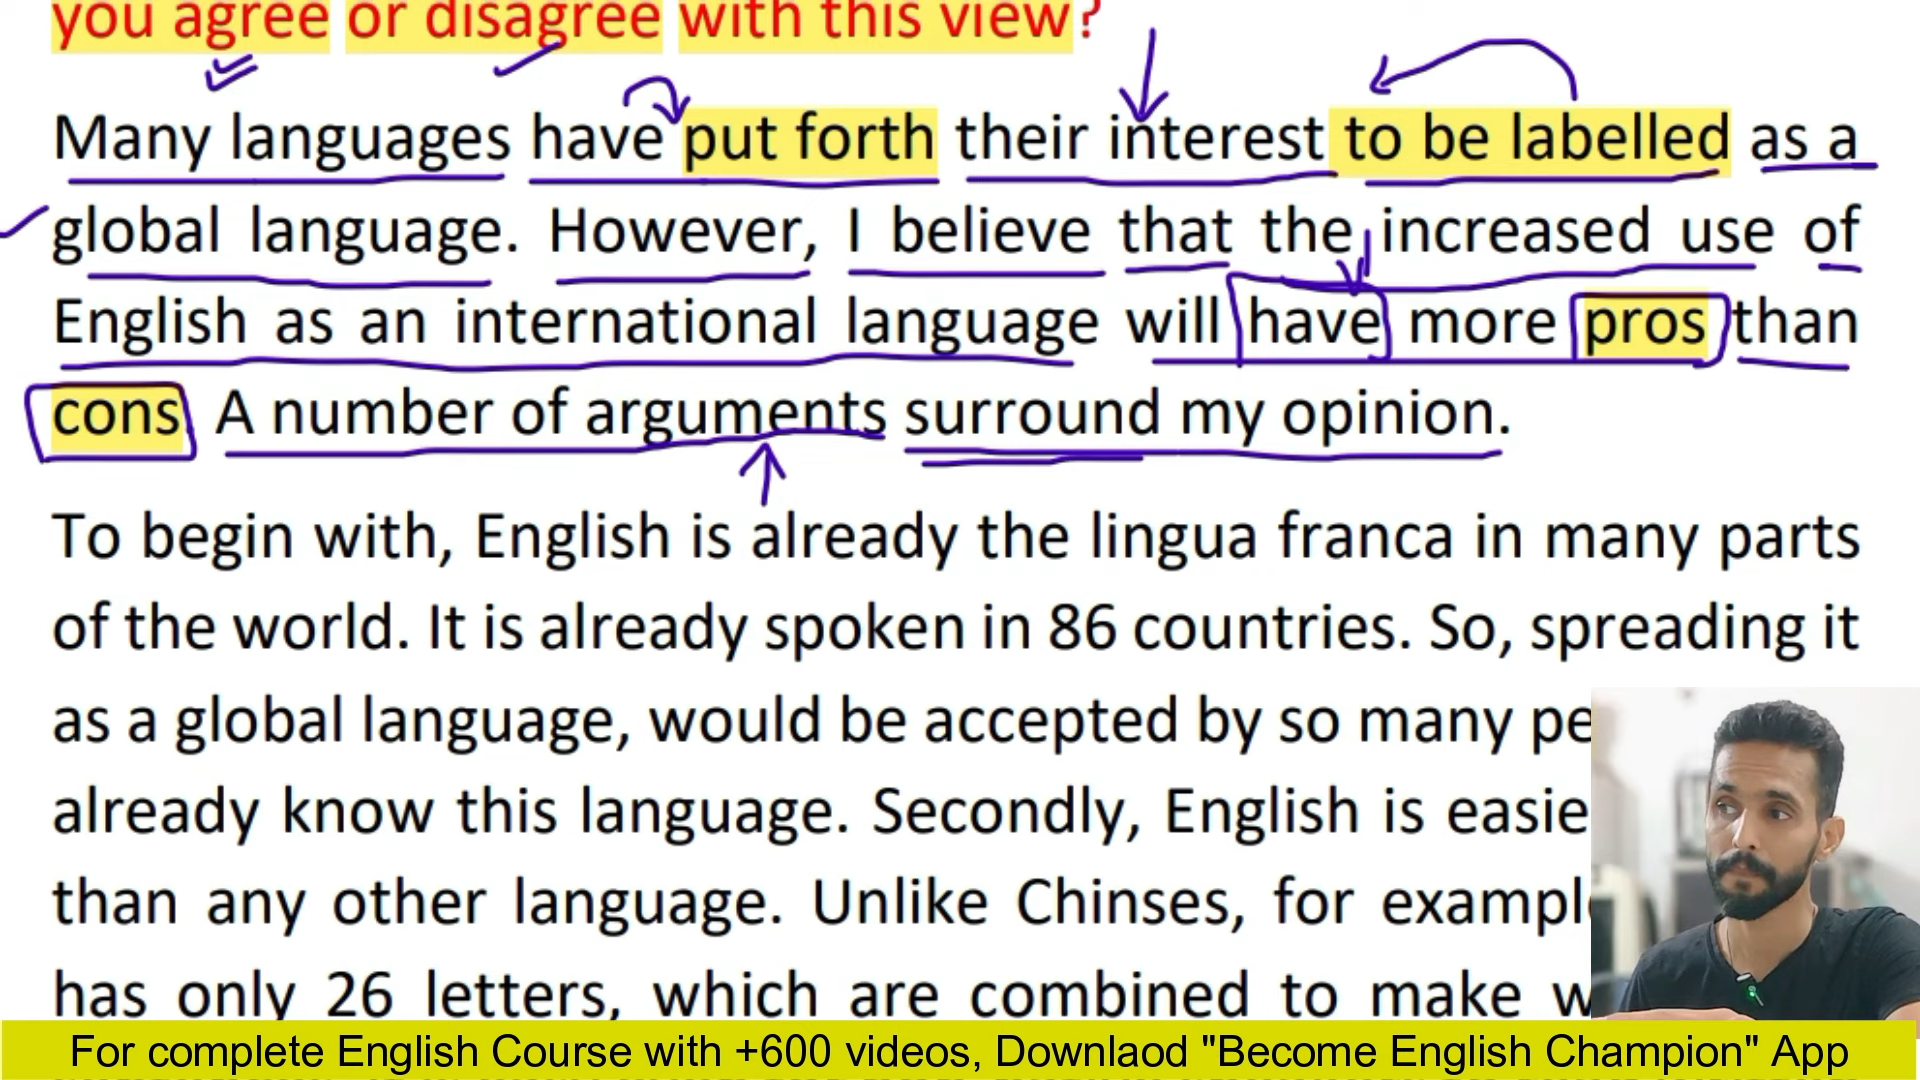 you agree or disagree with this view?
Many languages have put forth their interest to be labelled as a
global language. However, I believe that the increased use of
English as an international language will have more pros than
cons. A number of arguments surround my opinion.
To begin with, English is already the lingua franca in many parts
of the world. It is already spoken in 86 countries. So, spreading it
as a global language, would be accepted by so many
already know this language. Secondly, English is
than any other language. Unlike Chinses, for
has only 26 letters, which are combined to make
For complete English Course with +600 videos, Downlaod "Become English Champion" App